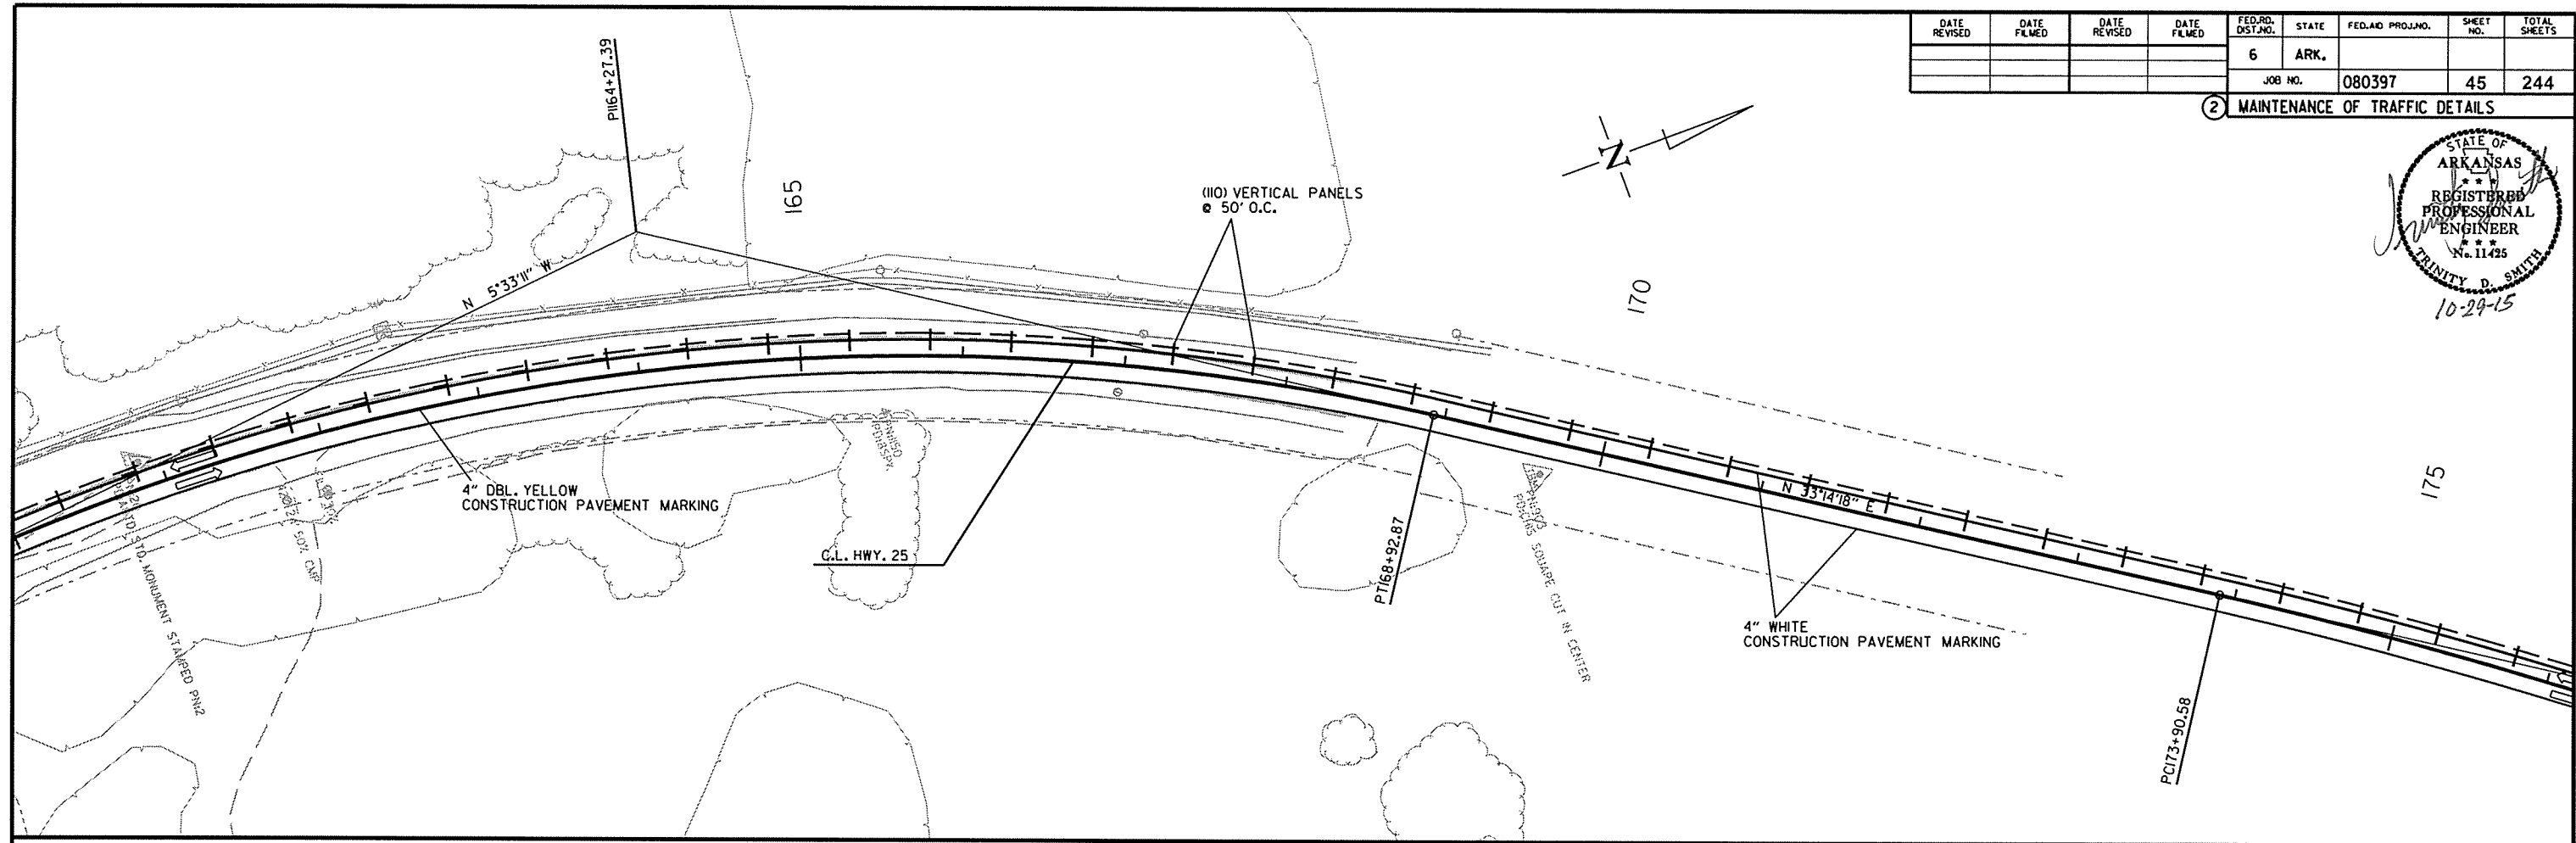 DATE REVISED
DATE FILMED
DATE REVISED
DATE FILMED
FED.RD. DIST.NO.
STATE
FED.AID PROJ.NO.
SHEET NO.
TOTAL SHEETS
6
ARK.
JOB NO.
080397
45
244
2 MAINTENANCE OF TRAFFIC DETAILS
STATE OF
ARKANSAS
* * *
REGISTERED
PROFESSIONAL
ENGINEER
* * *
No. 11425
TRINITY D. SMITH
10-29-15
PI164+27.39
165
N 5°33'11" W
(110) VERTICAL PANELS
@ 50' O.C.
N
170
175
4" DBL. YELLOW
CONSTRUCTION PAVEMENT MARKING
C.L. HWY. 25
PT168+92.87
N 33°14'18" E
4" WHITE
CONSTRUCTION PAVEMENT MARKING
PC173+90.58
STD. MONUMENT STAMPED PN:2
SQUARE CUT IN CENTER